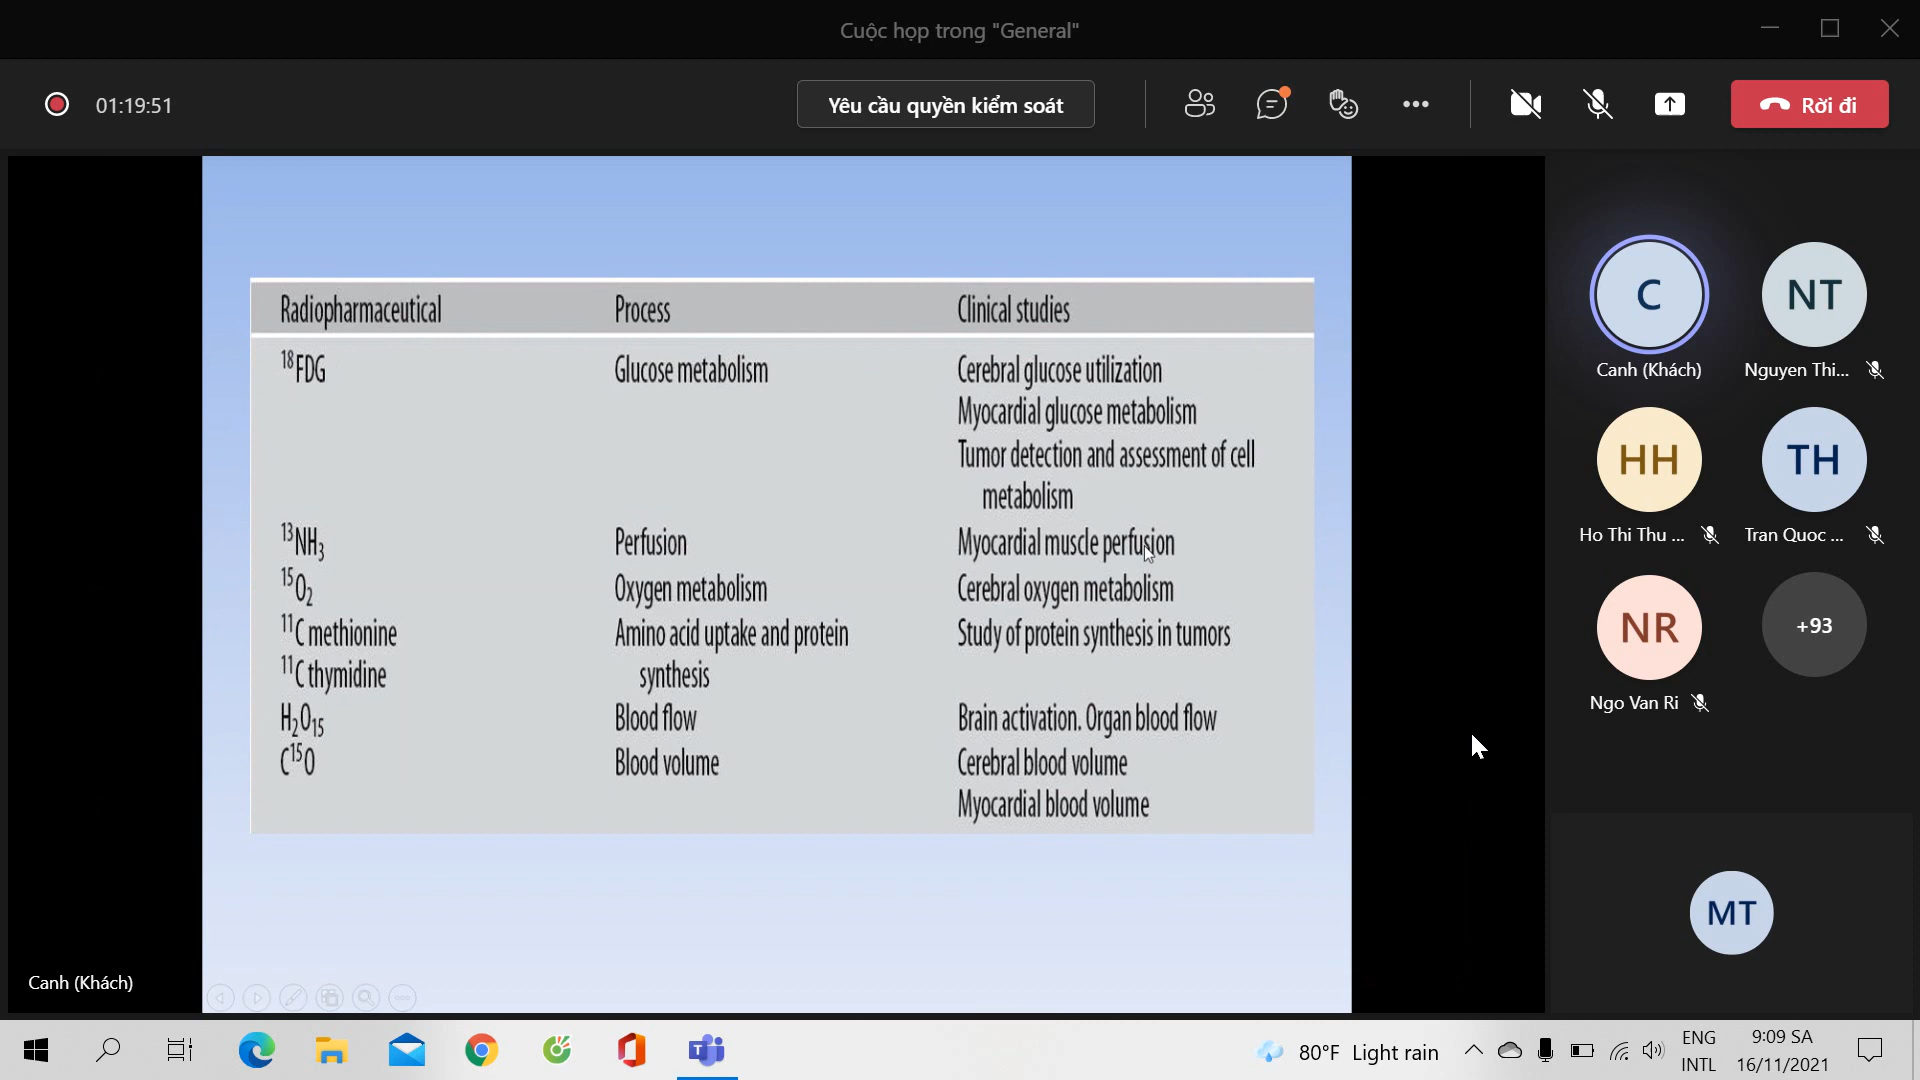 Cuộc họp trong "General"
01:19:51
Yêu cầu quyền kiểm soát
Rời đi
Radiopharmaceutical Process Clinical studies
¹⁸FDG Glucose metabolism Cerebral glucose utilization
Myocardial glucose metabolism
Tumor detection and assessment of cell
metabolism
¹³NH₃ Perfusion Myocardial muscle perfusion
¹⁵O₂ Oxygen metabolism Cerebral oxygen metabolism
¹¹C methionine Amino acid uptake and protein Study of protein synthesis in tumors
¹¹C thymidine synthesis
H₂O₁₅ Blood flow Brain activation. Organ blood flow
C¹⁵O Blood volume Cerebral blood volume
Myocardial blood volume
Canh (Khách)
C
Canh (Khách)
NT
Nguyen Thi...
HH
Ho Thi Thu ...
TH
Tran Quoc ...
NR
Ngo Van Ri
+93
MT
80°F Light rain
ENG
INTL
9:09 SA
16/11/2021